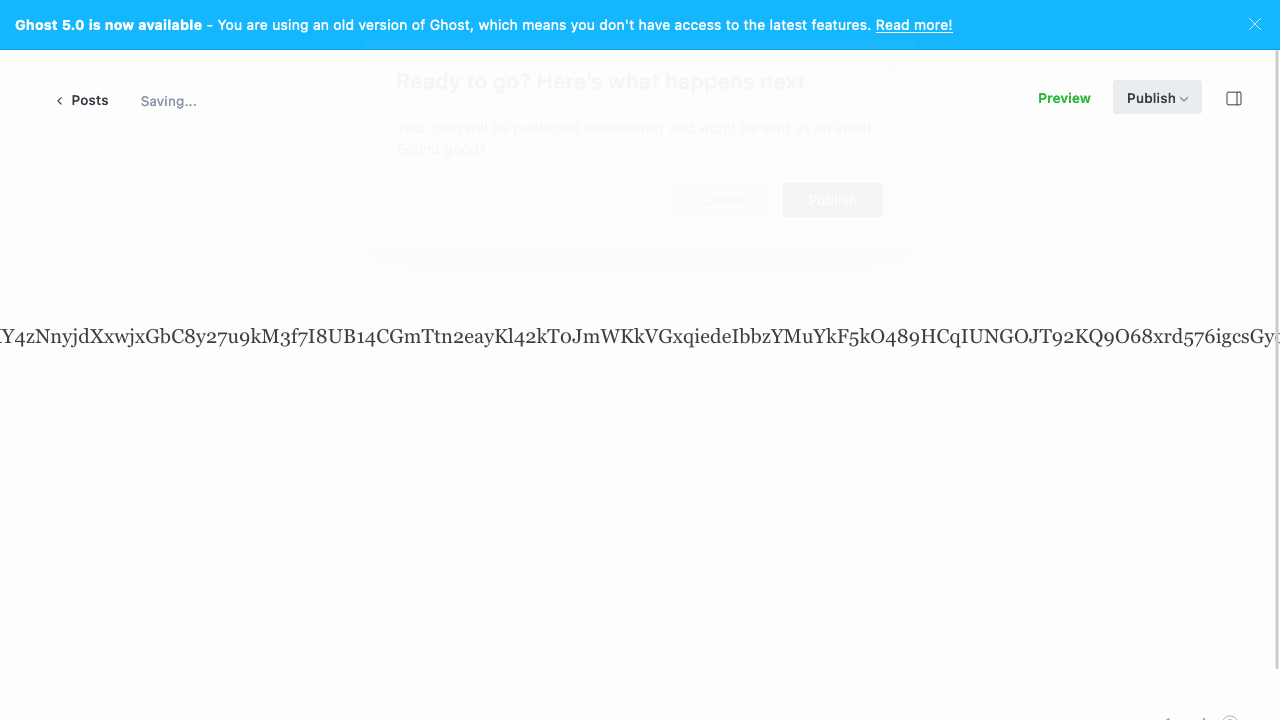 Ghost 5.0 is now available - You are using an old version of Ghost, which means you don't have access to the latest features. Read more!
Ready to go? Here's what happens next
Posts
Saving...
Preview
Publish
Your post will be published immediately and won't be sent as an email.
Sound good?
Cancel
Publish
Y4zNnyjdXxwjxGbC8y27u9kM3f7I8UB14CGmTtn2eayKl42kT0JmWKkVGxqiedeIbbzYMuYkF5kO489HCqIUNGOJT92KQ9O68xrd576igcsGy